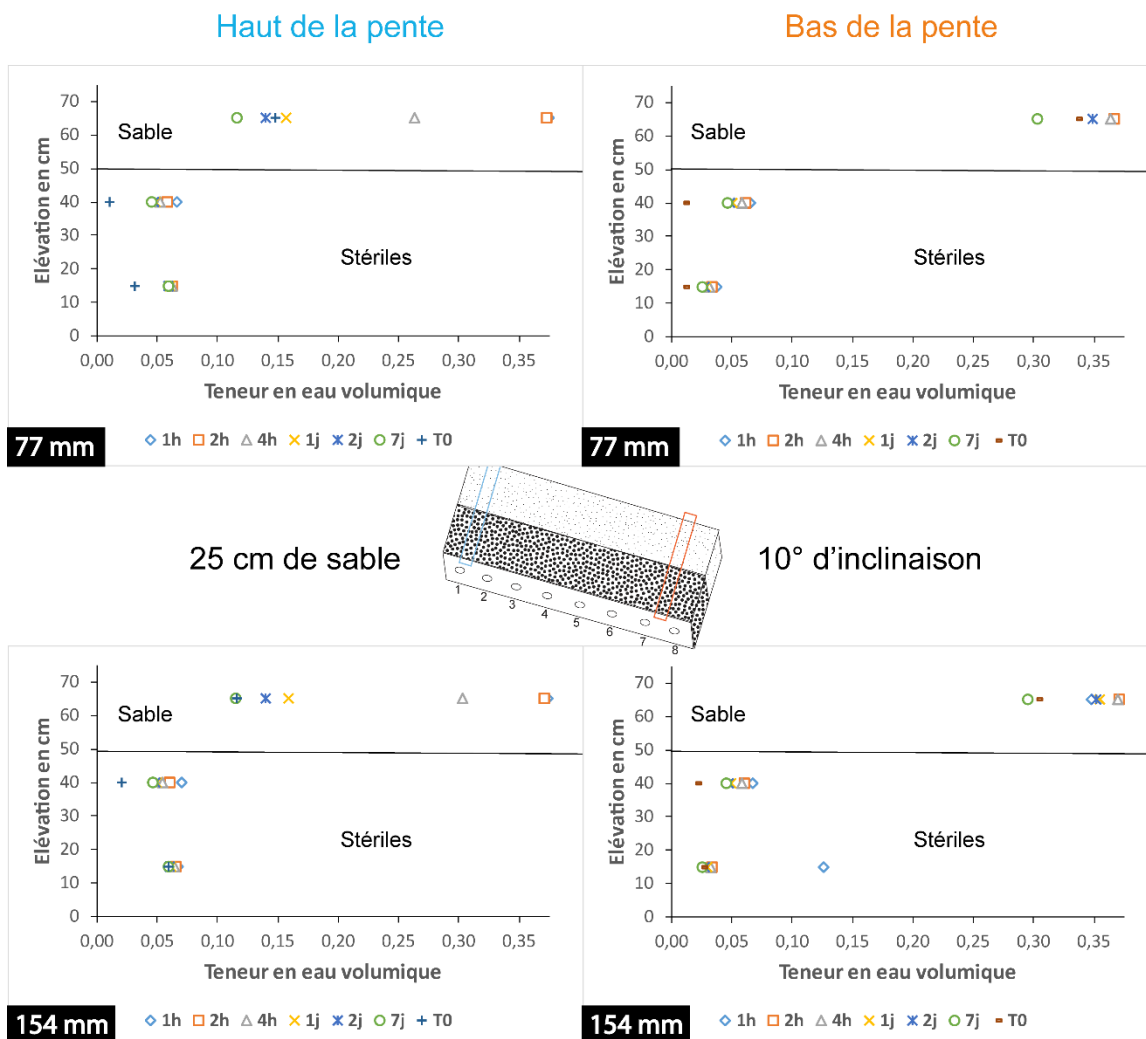 Haut de la pente
Bas de la pente
Elévation en cm
70
60
50
40
30
20
10
0
Sable
Stériles
0,00 0,05 0,10 0,15 0,20 0,25 0,30 0,35
Teneur en eau volumique
77 mm
1h 2h 4h 1j 2j 7j T0
Elévation en cm
70
60
50
40
30
20
10
0
Sable
Stériles
0,00 0,05 0,10 0,15 0,20 0,25 0,30 0,35
Teneur en eau volumique
77 mm
1h 2h 4h 1j 2j 7j T0
25 cm de sable
1 2 3 4 5 6 7 8
10° d'inclinaison
Elévation en cm
70
60
50
40
30
20
10
0
Sable
Stériles
0,00 0,05 0,10 0,15 0,20 0,25 0,30 0,35
Teneur en eau volumique
154 mm
1h 2h 4h 1j 2j 7j T0
Elévation en cm
70
60
50
40
30
20
10
0
Sable
Stériles
0,00 0,05 0,10 0,15 0,20 0,25 0,30 0,35
Teneur en eau volumique
154 mm
1h 2h 4h 1j 2j 7j T0